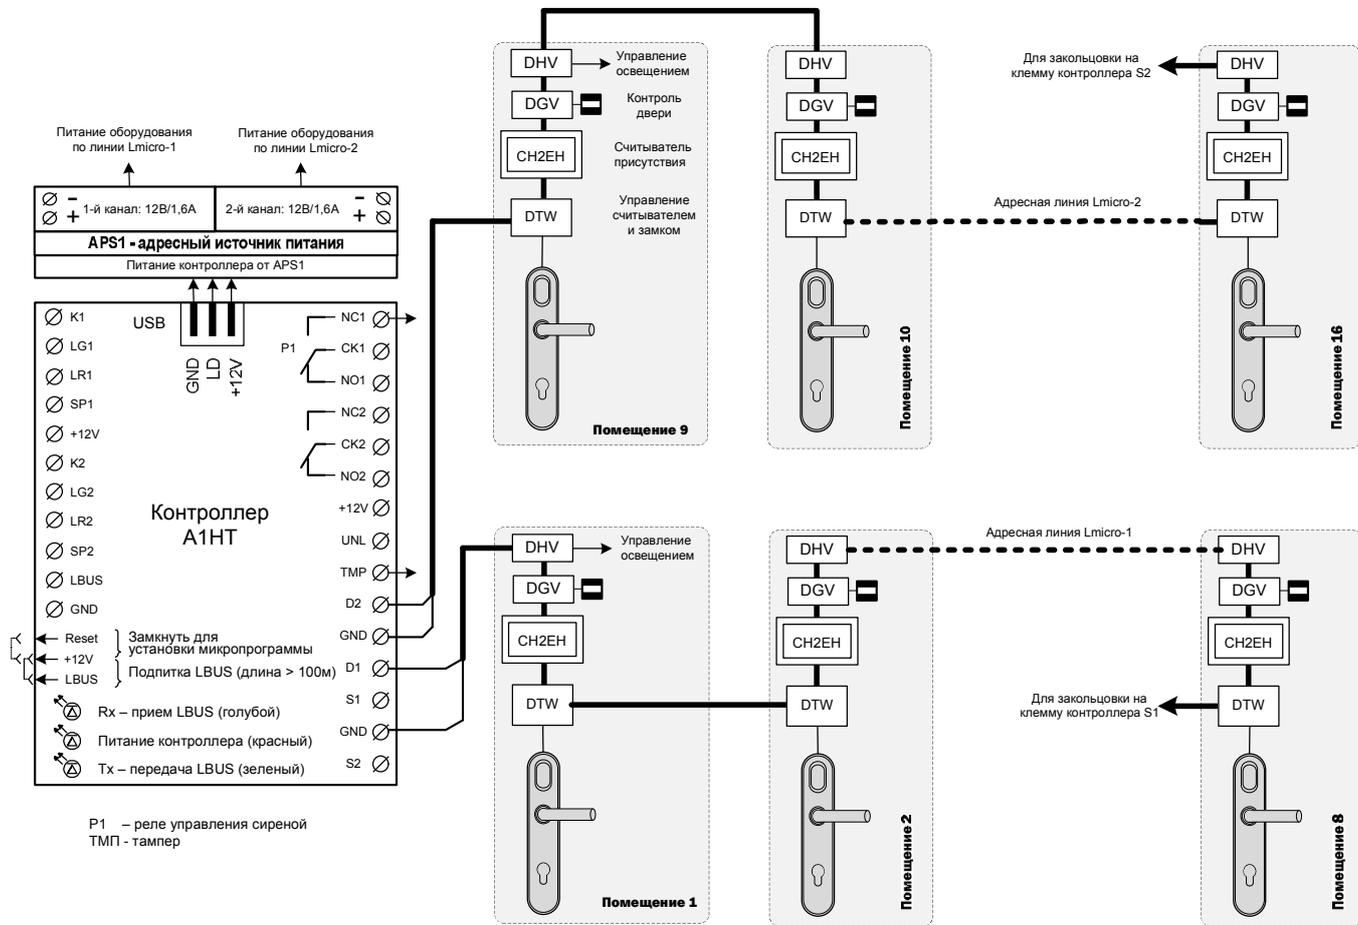 Питание оборудования
по линии Lmicro-1
Питание оборудования
по линии Lmicro-2
– + 1-й канал: 12В/1,6А
2-й канал: 12В/1,6А – +
APS1 - адресный источник питания
Питание контроллера от APS1
USB
GND
LD
+12V
K1
LG1
LR1
SP1
+12V
K2
LG2
LR2
SP2
LBUS
GND
Reset
+12V
LBUS
Замкнуть для
установки микропрограммы
Подпитка LBUS (длина > 100м)
Rx – прием LBUS (голубой)
Питание контроллера (красный)
Tx – передача LBUS (зеленый)
Контроллер
A1HT
P1
NC1
CK1
NO1
NC2
CK2
NO2
+12V
UNL
TMP
D2
GND
D1
S1
GND
S2
P1 – реле управления сиреной
ТМП - тампер
DHV
Управление
освещением
DGV
Контроль
двери
CH2EH
Считыватель
присутствия
DTW
Управление
считывателем
и замком
Помещение 9
DHV
DGV
CH2EH
DTW
Помещение 10
Адресная линия Lmicro-2
Для закольцовки на
клемму контроллера S2
DHV
DGV
CH2EH
DTW
Помещение 16
DHV
Управление
освещением
DGV
CH2EH
DTW
Помещение 1
DHV
DGV
CH2EH
DTW
Помещение 2
Адресная линия Lmicro-1
Для закольцовки на
клемму контроллера S1
DHV
DGV
CH2EH
DTW
Помещение 8